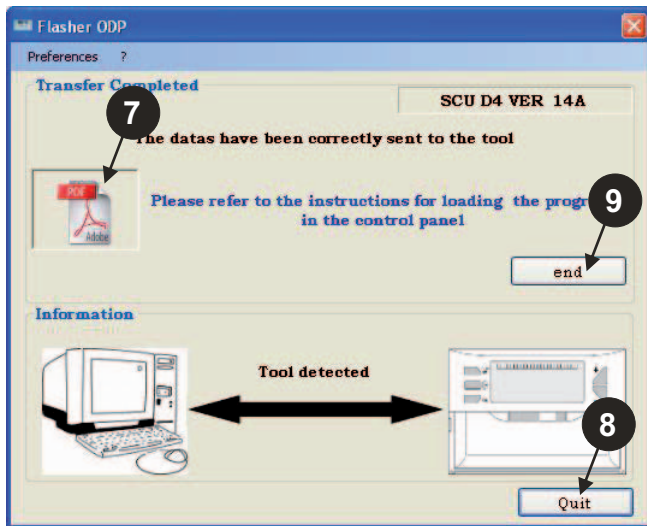 Flasher ODP
Preferences ?
Transfer Completed
SCU D4 VER 14A
7
The datas have been correctly sent to the tool
PDF
Adobe
Please refer to the instructions for loading the
in the control panel
9
end
Information
Tool detected
8
Quit